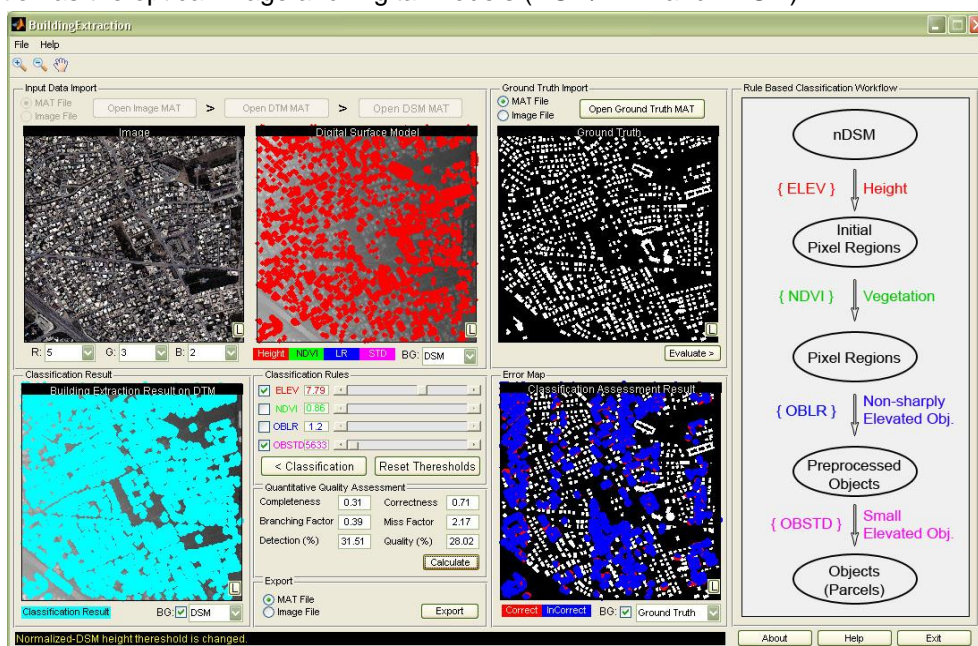 BuildingExtraction
File Help
Input Data Import
MAT File
Image File
Open Image MAT > Open DTM MAT > Open DSM MAT
Image
Digital Surface Model
L
R: 5 G: 3 B: 2
Height NDVI LR STD BG: DSM
Ground Truth Import
MAT File
Image File
Open Ground Truth MAT
Ground Truth
L
Evaluate >
Classification Result
Building Extraction Result on DTM
L
Classification Result BG: DSM
Classification Rules
ELEV 7.79
NDVI 0.86
OBLR 1.2
OBSTD 5633
< Classification Reset Theresholds
Quantitative Quality Assessment
Completeness 0.31 Correctness 0.71
Branching Factor 0.39 Miss Factor 2.17
Detection (%) 31.51 Quality (%) 28.02
Calculate
Export
MAT File
Image File
Export
Error Map
Classification Assessment Result
L
Correct InCorrect BG: Ground Truth
Rule Based Classification Workflow
nDSM
{ ELEV } Height
Initial
Pixel Regions
{ NDVI } Vegetation
Pixel Regions
{ OBLR } Non-sharply
Elevated Obj.
Preprocessed
Objects
{ OBSTD } Small
Elevated Obj.
Objects
(Parcels)
Normalized-DSM height thereshold is changed.
About Help Exit